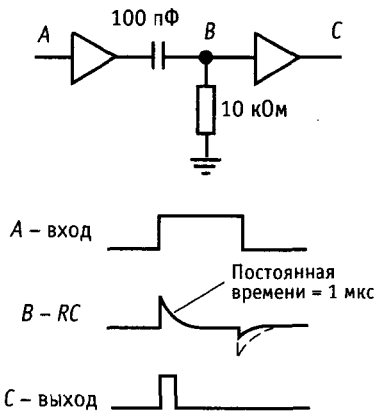 100 пФ
A B C
10 кОм
A – вход
Постоянная
времени = 1 мкс
B – RC
C – выход